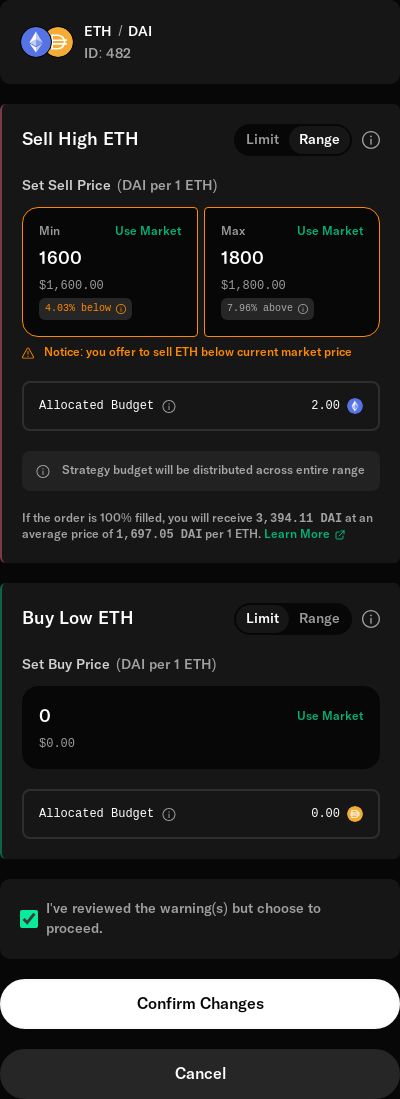 ETH / DAI
ID: 482
Sell High ETH
Limit Range
Set Sell Price (DAI per 1 ETH)
Min Use Market
1600
$1,600.00
4.03% below
Max Use Market
1800
$1,800.00
7.96% above
Notice: you offer to sell ETH below current market price
Allocated Budget 2.00
Strategy budget will be distributed across entire range
If the order is 100% filled, you will receive 3,394.11 DAI at an
average price of 1,697.05 DAI per 1 ETH. Learn More
Buy Low ETH
Limit Range
Set Buy Price (DAI per 1 ETH)
0 Use Market
$0.00
Allocated Budget 0.00
I've reviewed the warning(s) but choose to
proceed.
Confirm Changes
Cancel